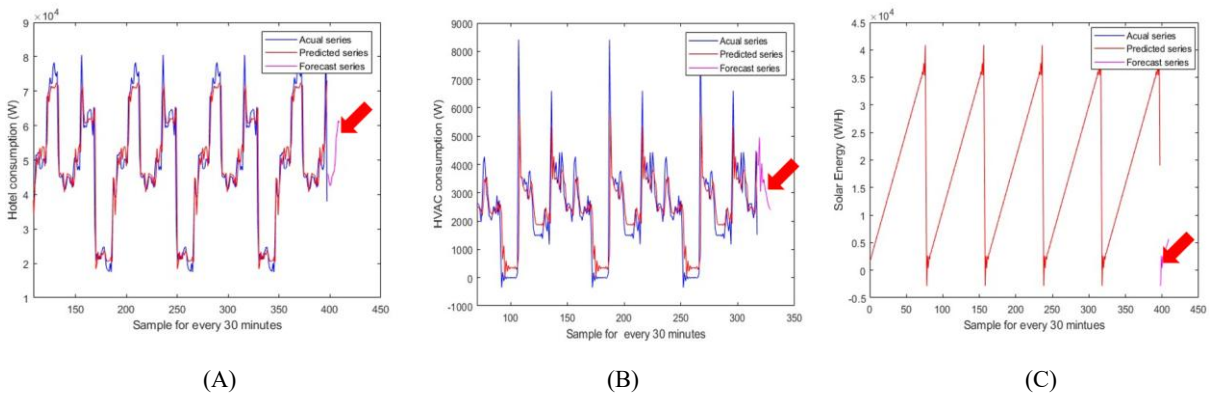 ×10⁴
9
8
7
6
5
4
3
2
1
Hotel consumption (W)
150 200 250 300 350 400 450
Sample for every 30 minutes
Acual series
Predicted series
Forecast series
(A)
9000
8000
7000
6000
5000
4000
3000
2000
1000
0
-1000
HVAC consumption (W)
100 150 200 250 300 350
Sample for every 30 minutes
Acual series
Predicted series
Forecast series
(B)
4.5 ×10⁴
4
3.5
3
2.5
2
1.5
1
0.5
0
-0.5
Solar Energy (W/H)
0 50 100 150 200 250 300 350 400 450
Sample for every 30 mintues
Acual series
Predicted series
Forecast series
(C)